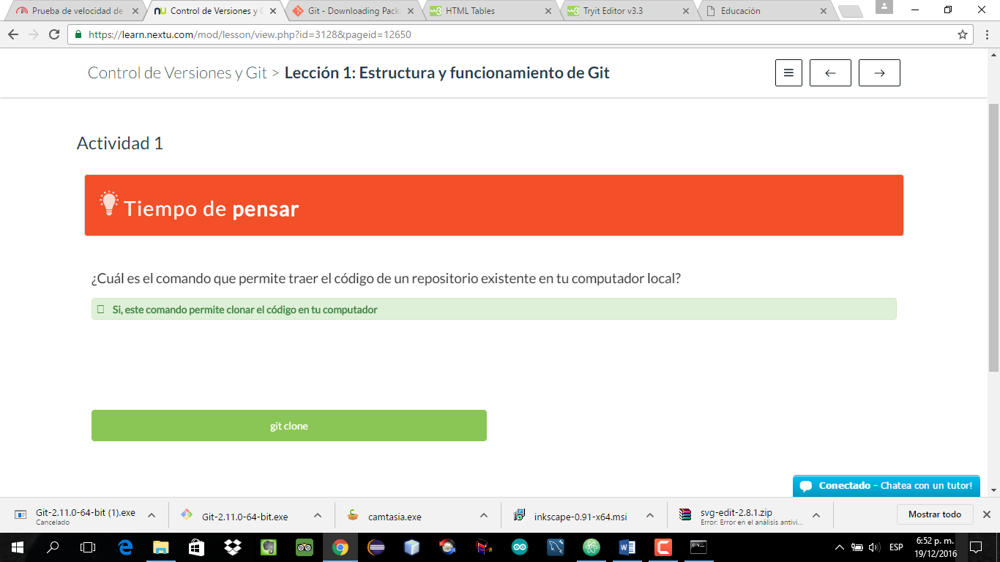 Prueba de velocidad de
Control de Versiones y G
Git - Downloading Pack
HTML Tables
Tryit Editor v3.3
Educación
https://learn.nextu.com/mod/lesson/view.php?id=3128&pageid=12650
Control de Versiones y Git > Lección 1: Estructura y funcionamiento de Git
Actividad 1
Tiempo de pensar
¿Cuál es el comando que permite traer el código de un repositorio existente en tu computador local?
Si, este comando permite clonar el código en tu computador
git clone
Conectado - Chatea con un tutor!
Git-2.11.0-64-bit (1).exe
Cancelado
Git-2.11.0-64-bit.exe
camtasia.exe
inkscape-0.91-x64.msi
svg-edit-2.8.1.zip
Error: Error en el análisis antivi...
Mostrar todo
ESP
6:52 p. m.
19/12/2016